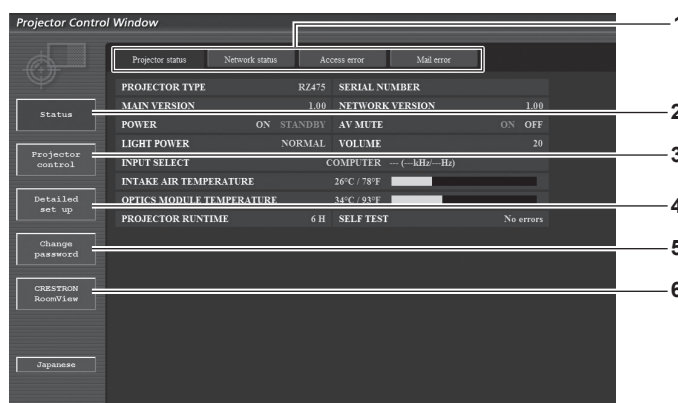 Projector Control Window
1
Projector status Network status Access error Mail error
PROJECTOR TYPE RZ475 SERIAL NUMBER
MAIN VERSION 1.00 NETWORK VERSION 1.00
Status
2
POWER ON STANDBY AV MUTE ON OFF
LIGHT POWER NORMAL VOLUME 20
Projector
control
3
INPUT SELECT COMPUTER --- (---kHz/---Hz)
INTAKE AIR TEMPERATURE 26°C / 78°F
OPTICS MODULE TEMPERATURE 34°C / 93°F
Detailed
set up
4
PROJECTOR RUNTIME 6 H SELF TEST No errors
Change
password
5
CRESTRON
RoomView
6
Japanese